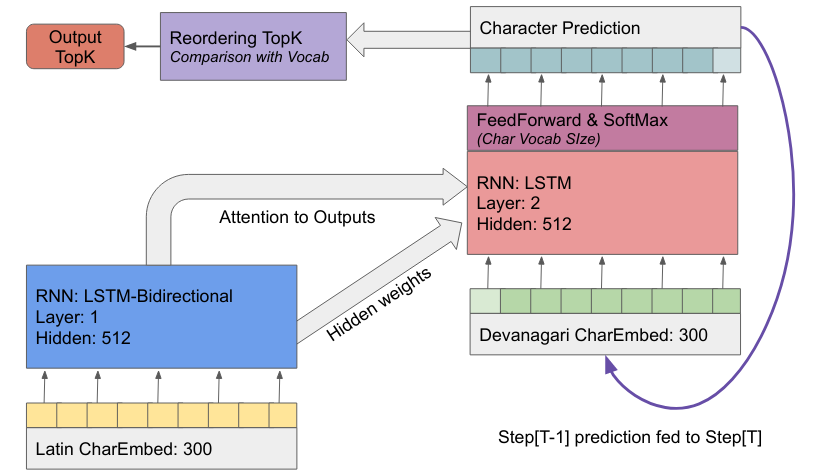 Output
TopK
Reordering TopK
Comparison with Vocab
Character Prediction
FeedForward & SoftMax
(Char Vocab SIze)
RNN: LSTM
Layer: 2
Hidden: 512
Attention to Outputs
Hidden weights
RNN: LSTM-Bidirectional
Layer: 1
Hidden: 512
Devanagari CharEmbed: 300
Latin CharEmbed: 300
Step[T-1] prediction fed to Step[T]